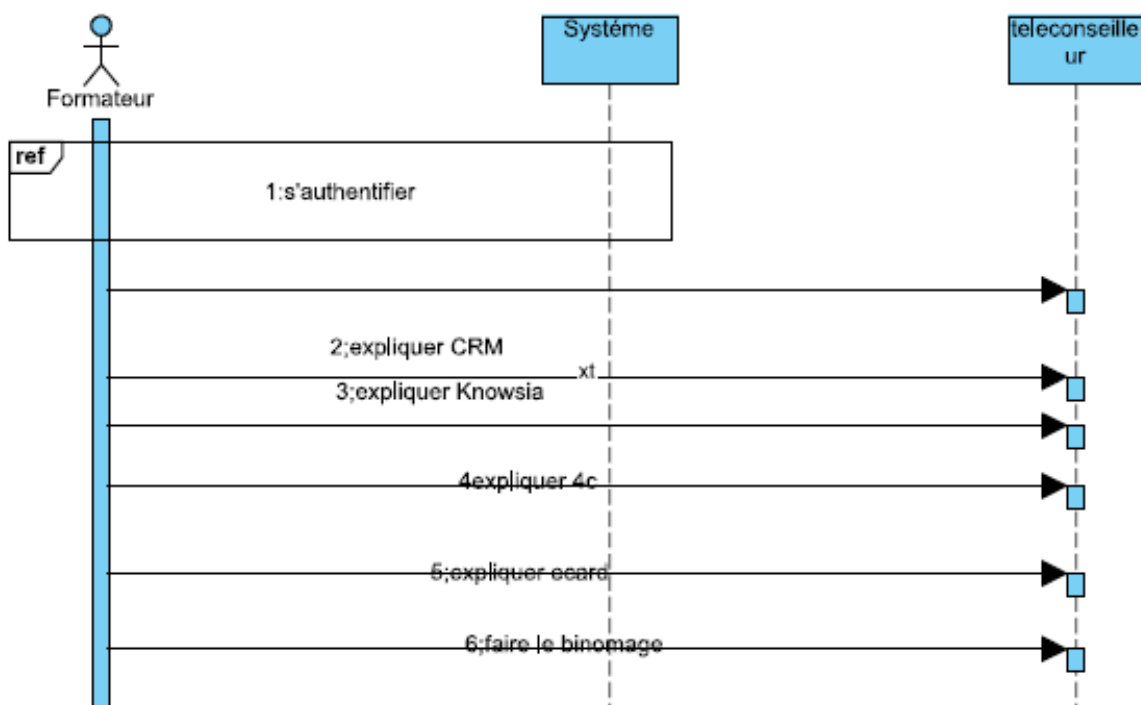 Systéme
teleconseille
ur
Formateur
ref
1:s'authentifier
2;expliquer CRM
xt
3;expliquer Knowsia
4expliquer 4c
5;expliquer ecard
6;faire le binomage